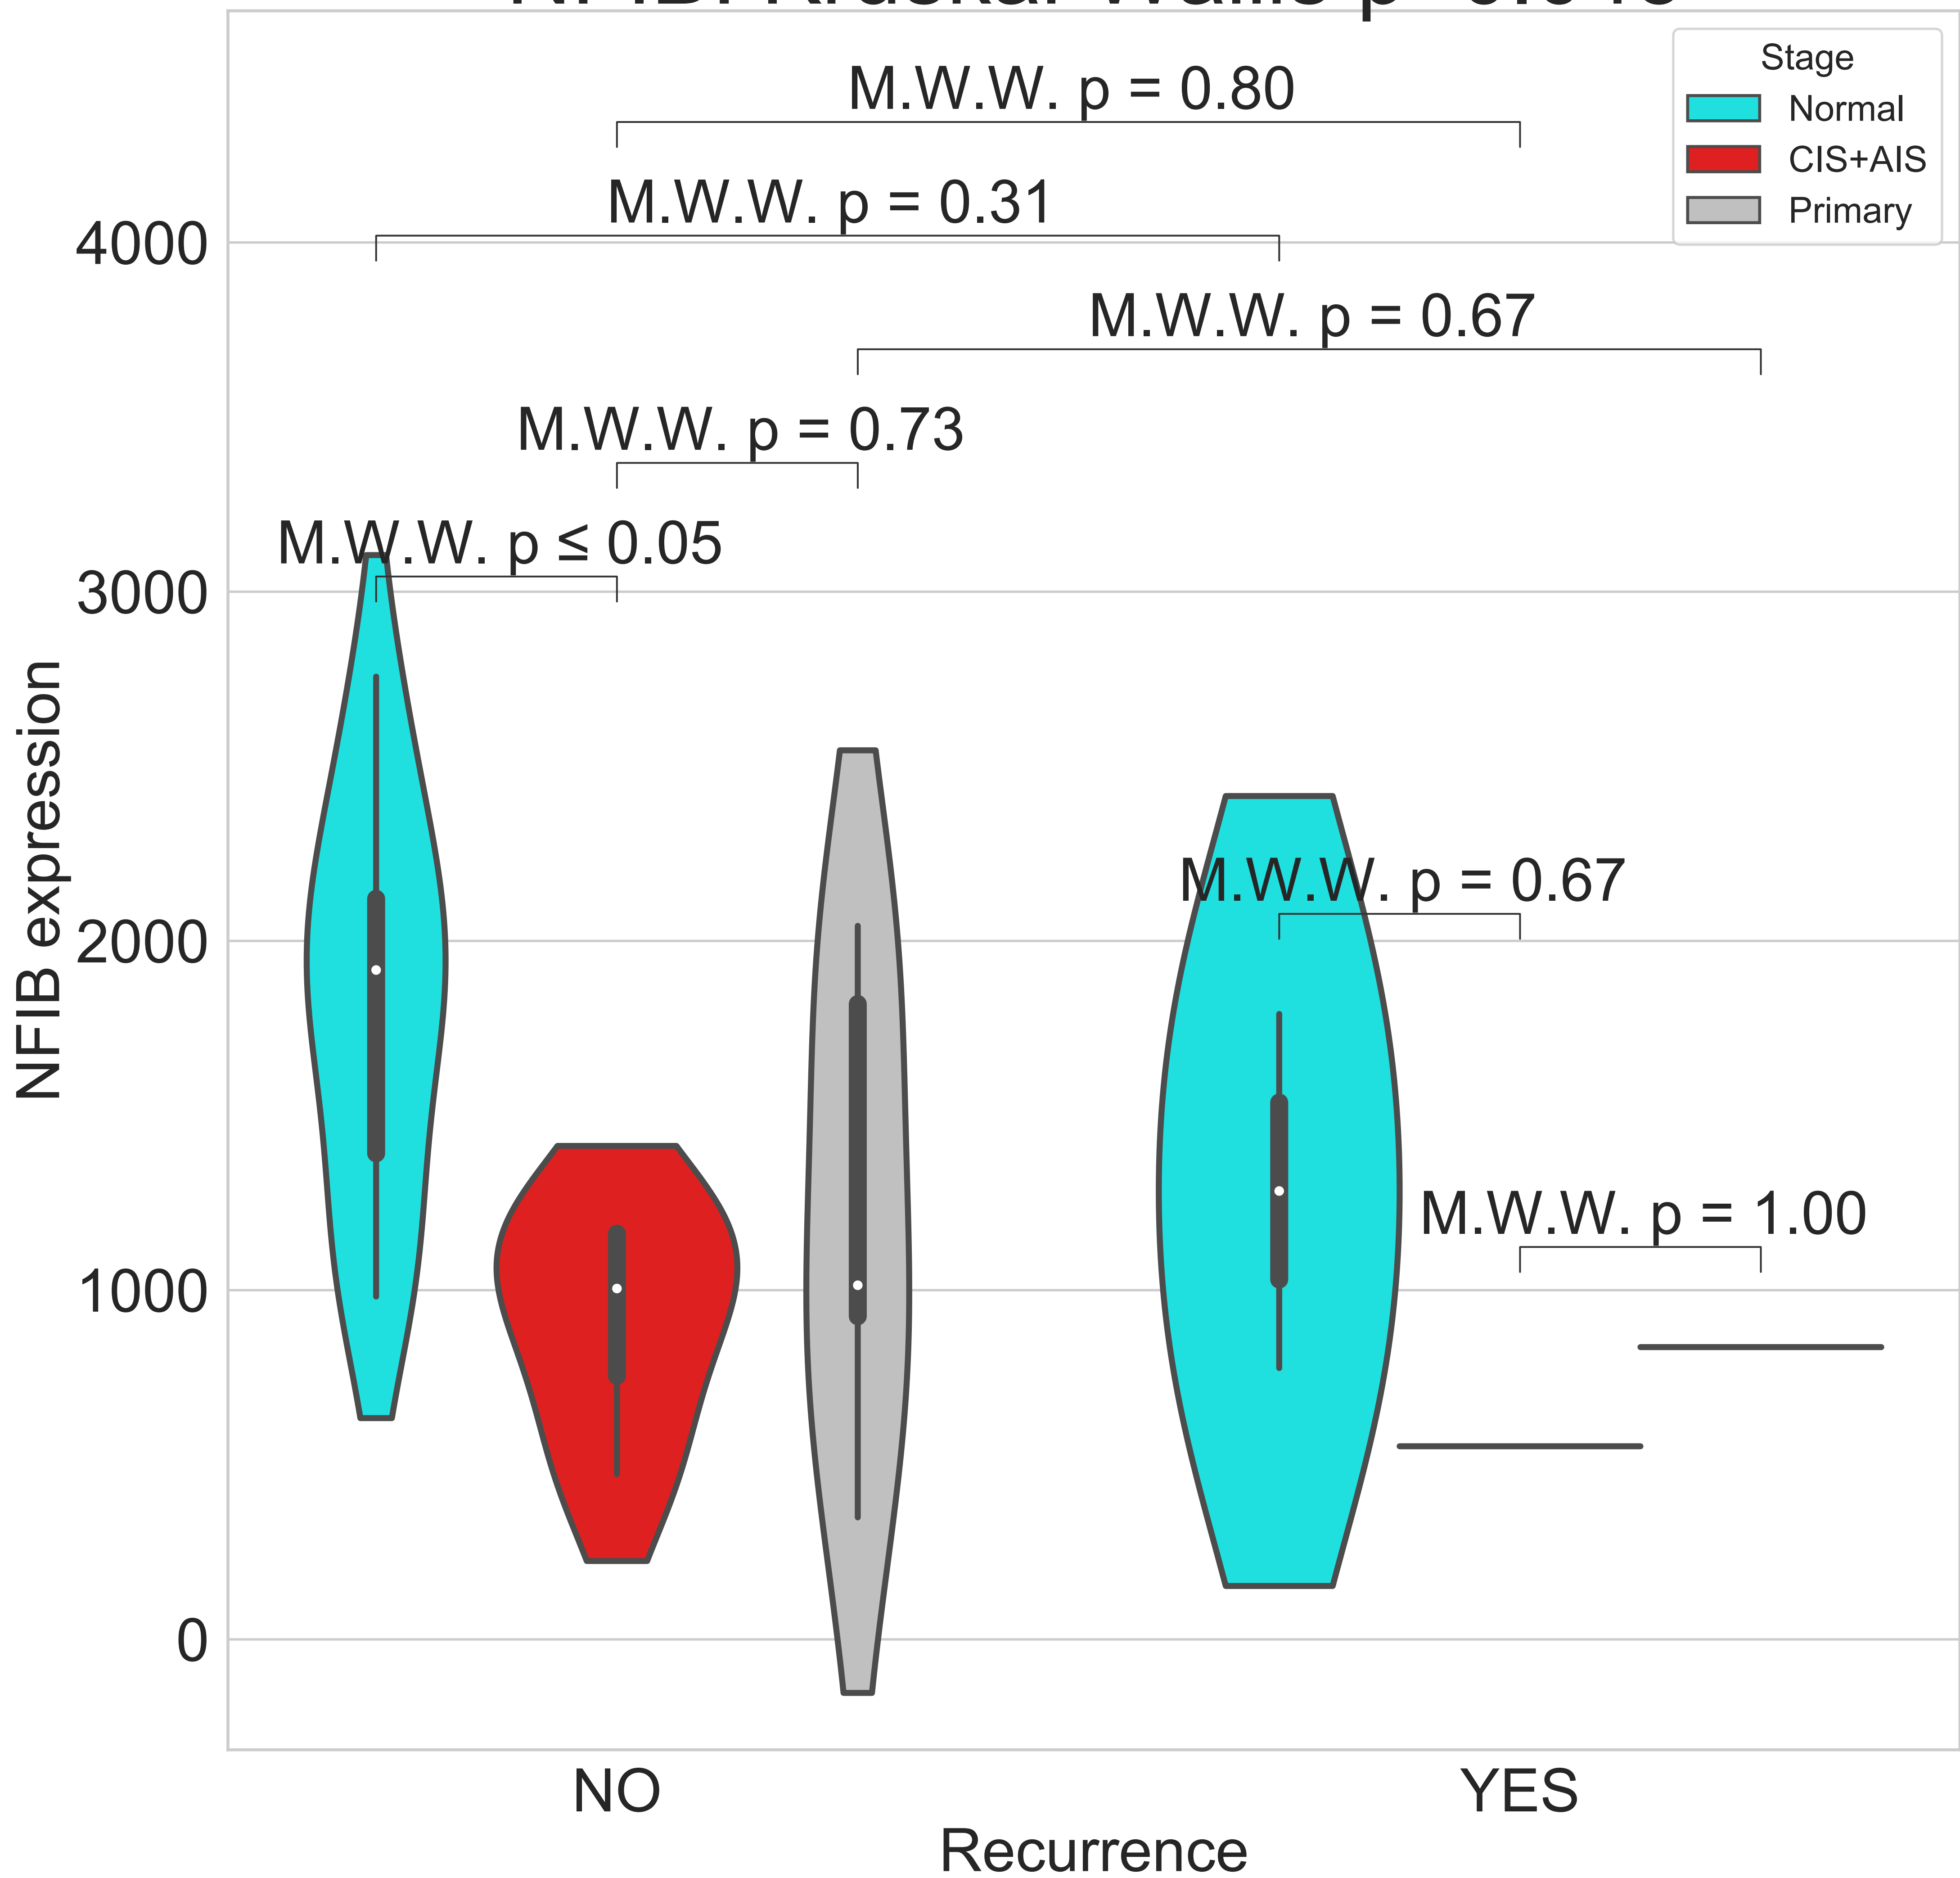 Stage
Normal
CIS+AIS
Primary
M.W.W. p = 0.80
M.W.W. p = 0.31
M.W.W. p = 0.67
M.W.W. p = 0.73
M.W.W. p ≤ 0.05
M.W.W. p = 0.67
M.W.W. p = 1.00
4000
3000
2000
1000
0
NFIB expression
NO
YES
Recurrence